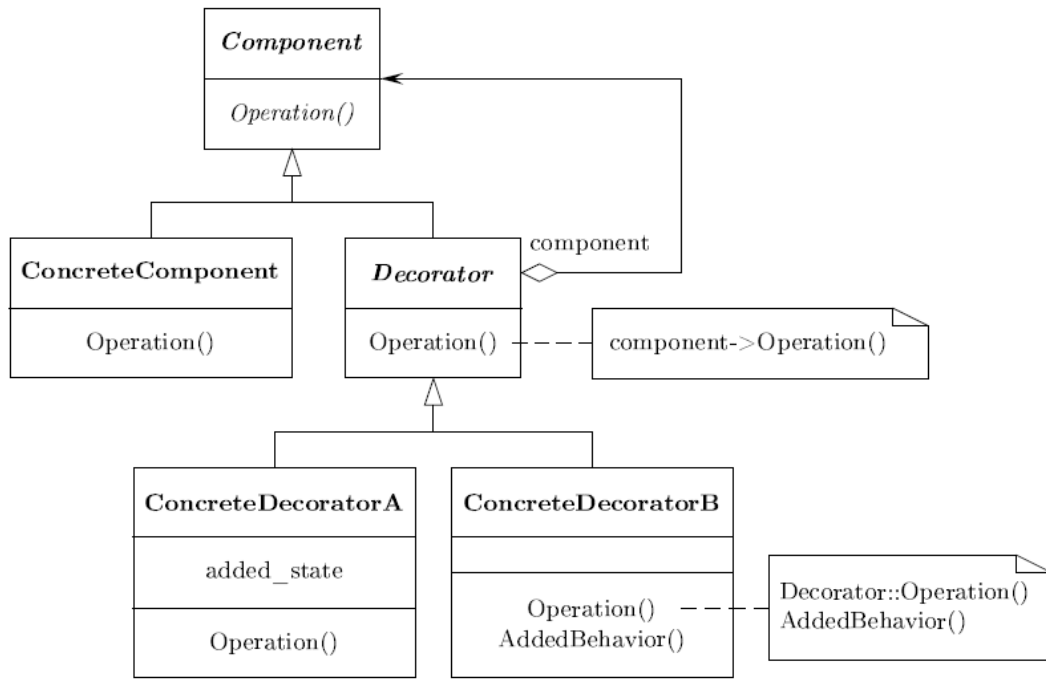 Component
Operation()
component
ConcreteComponent
Decorator
Operation()
Operation()
component->Operation()
ConcreteDecoratorA
ConcreteDecoratorB
added_state
Operation()
Operation()
AddedBehavior()
Decorator::Operation()
AddedBehavior()